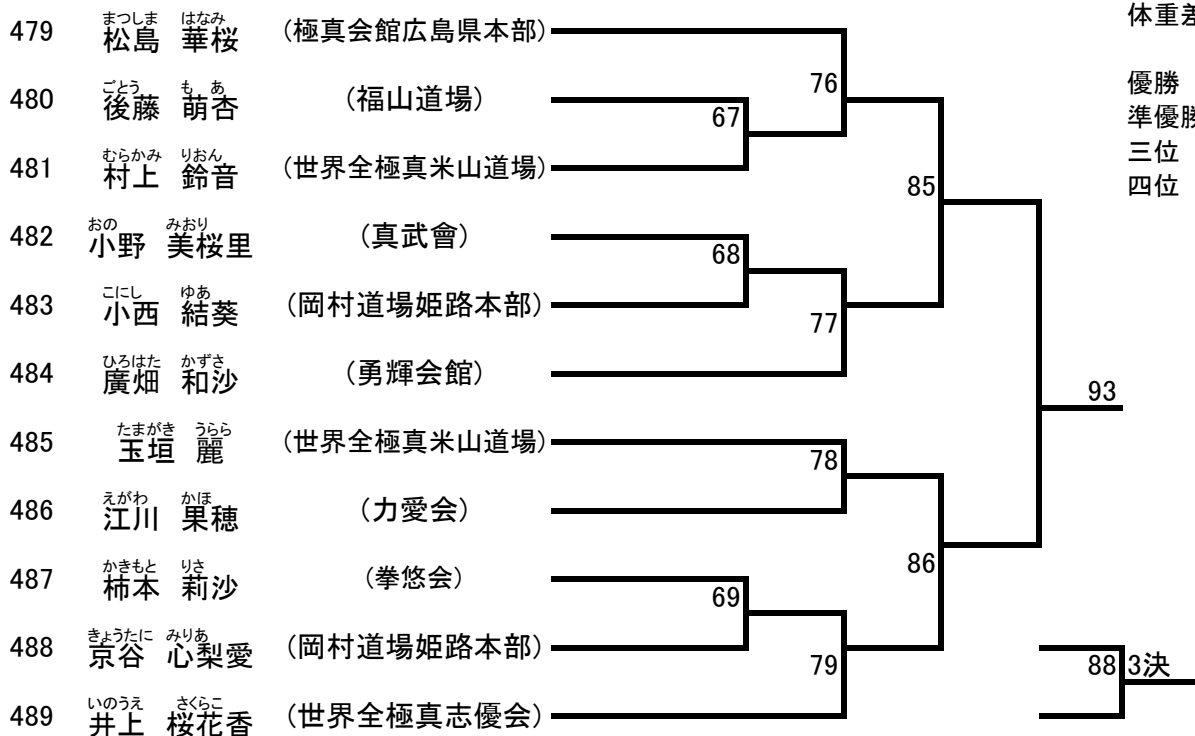 まつしま はなみ
479 松島 華桜 (極真会館広島県本部)
ごとう もあ
480 後藤 萌杏 (福山道場)
むらかみ りおん
481 村上 鈴音 (世界全極真米山道場)
おの みおり
482 小野 美桜里 (真武會)
こにし ゆあ
483 小西 結葵 (岡村道場姫路本部)
ひろはた かずさ
484 廣畑 和沙 (勇輝会館)
たまがき うらら
485 玉垣 麗 (世界全極真米山道場)
えがわ かほ
486 江川 果穂 (力愛会)
かきもと りさ
487 柿本 莉沙 (拳悠会)
きょうたに みりあ
488 京谷 心梨愛 (岡村道場姫路本部)
いのうえ さくらこ
489 井上 桜花香 (世界全極真志優会)
67
68
69
76
77
78
79
85
86
93
88 3決
体重差
優勝
準優勝
三位
四位